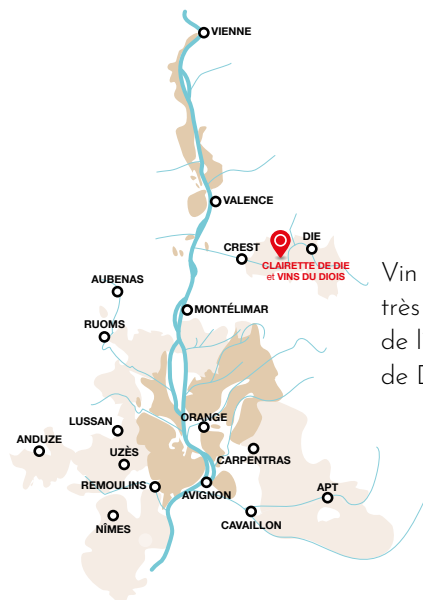 VIENNE
VALENCE
DIE
CREST
CLAIRETTE DE DIE
et VINS DU DIOIS
AUBENAS
MONTÉLIMAR
RUOMS
ORANGE
LUSSAN
ANDUZE
UZÈS
CARPENTRAS
REMOULINS
AVIGNON
APT
NÎMES
CAVAILLON
Vin
très
de l
de D